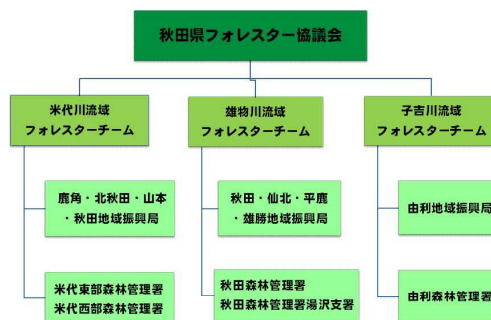 秋田県フォレスター協議会
米代川流域
フォレスターチーム
雄物川流域
フォレスターチーム
子吉川流域
フォレスターチーム
鹿角・北秋田・山本
・秋田地域振興局
秋田・仙北・平鹿
・雄勝地域振興局
由利地域振興局
米代東部森林管理署
米代西部森林管理署
秋田森林管理署
秋田森林管理署湯沢支署
由利森林管理署